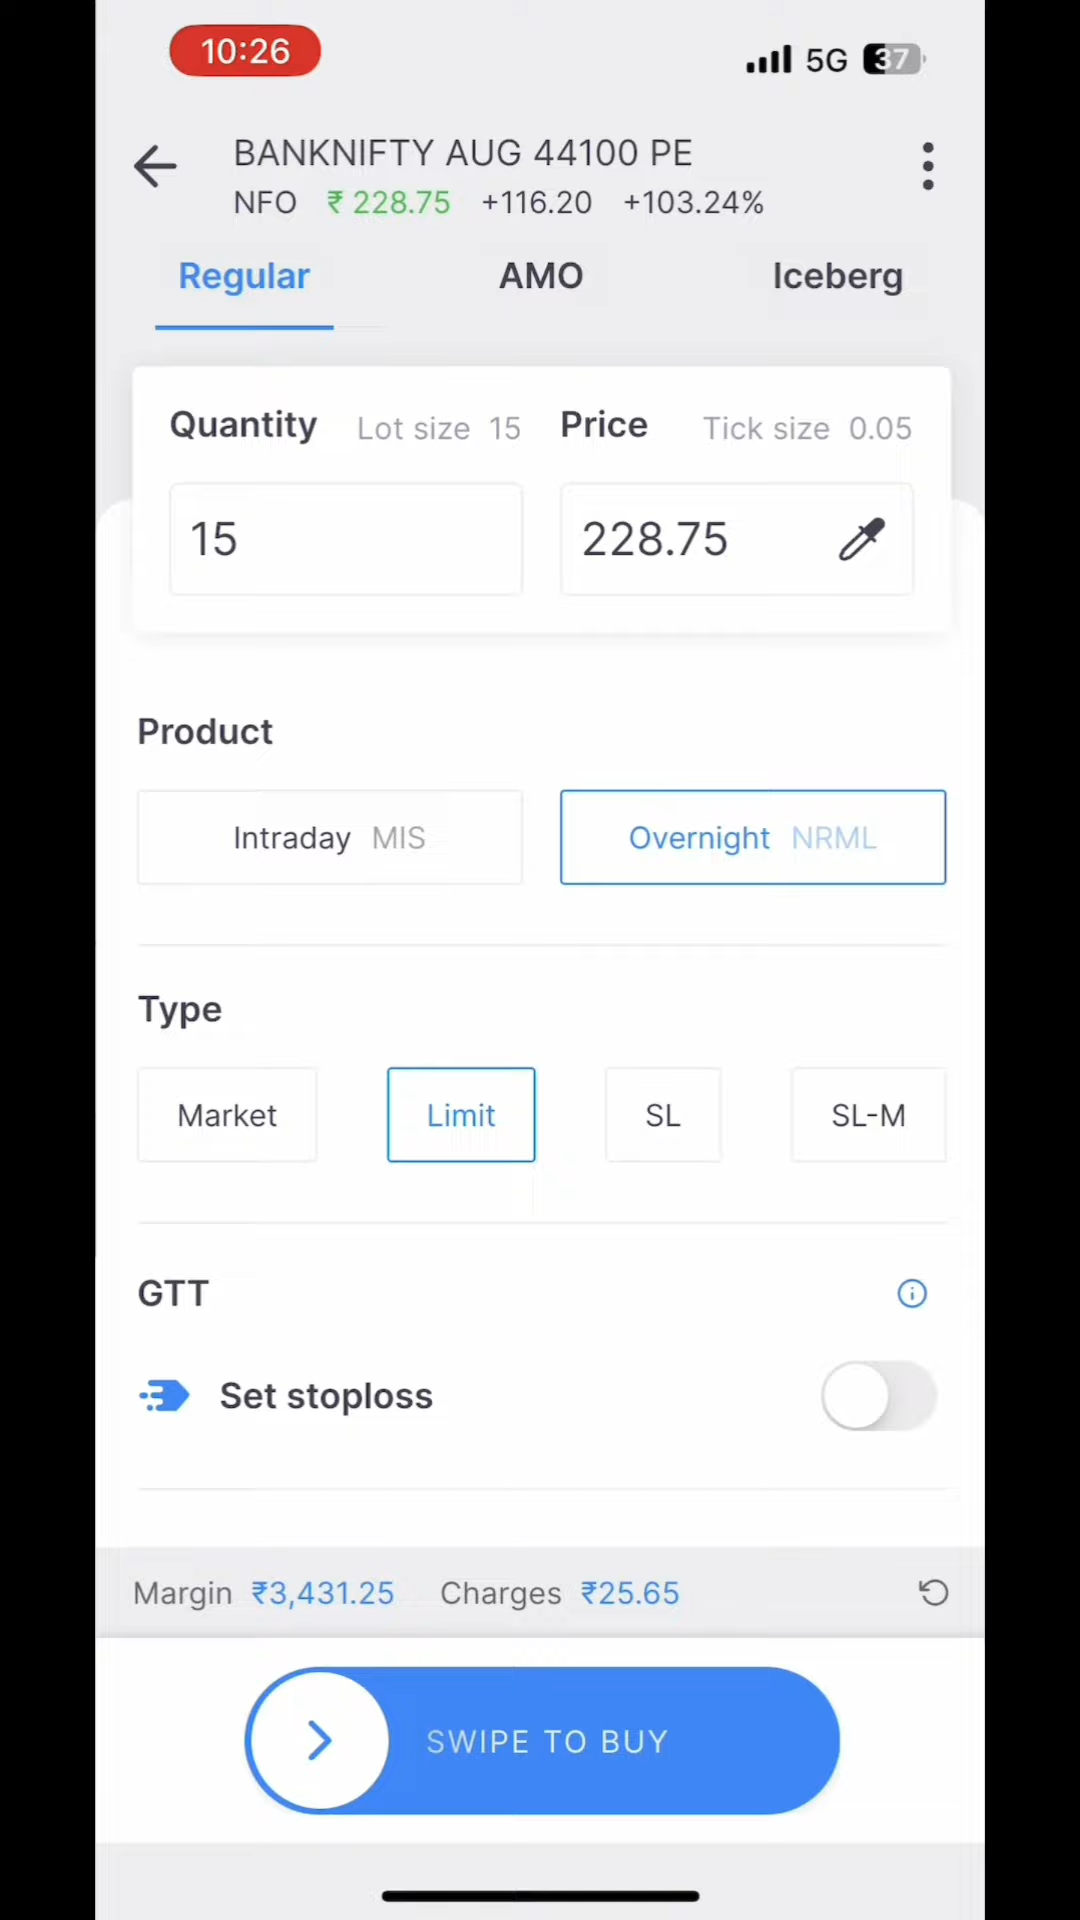 10:26 5G 37
BANKNIFTY AUG 44100 PE
NFO ₹ 228.75 +116.20 +103.24%
Regular AMO Iceberg
Quantity Lot size 15 Price Tick size 0.05
15 228.75
Product
Intraday MIS Overnight NRML
Type
Market Limit SL SL-M
GTT
Set stoploss
Margin ₹3,431.25 Charges ₹25.65
SWIPE TO BUY